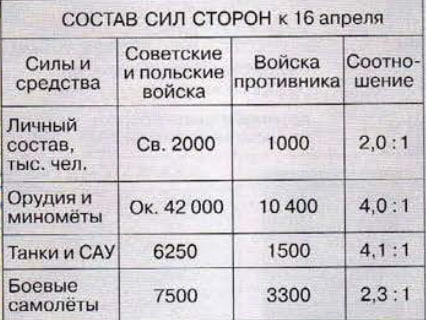 СОСТАВ СИЛ СТОРОН к 16 апреля
Силы и средства Советские и польские войска Войска противника Соотно-шение
Личный состав, тыс. чел. Св. 2000 1000 2,0 : 1
Орудия и миномёты Ок. 42 000 10 400 4,0 : 1
Танки и САУ 6250 1500 4,1 : 1
Боевые самолёты 7500 3300 2,3 : 1